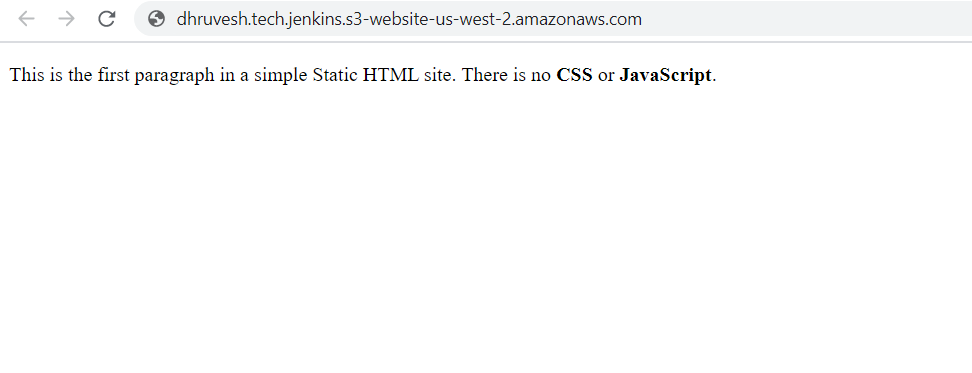 dhruvesh.tech.jenkins.s3-website-us-west-2.amazonaws.com
This is the first paragraph in a simple Static HTML site. There is no CSS or JavaScript.